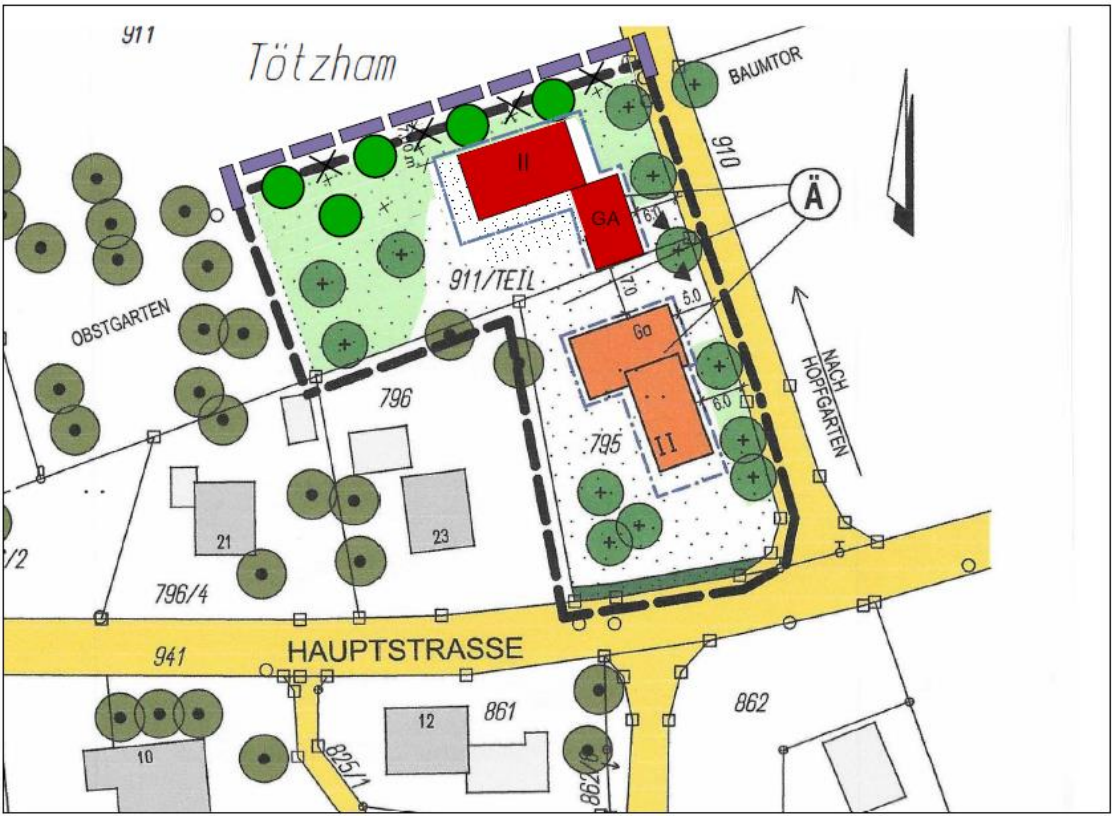 911
Tötzham
BAUMTOR
910
II
GA
6.0
Ä
911/TEIL
7.0
5.0
OBSTGARTEN
Ga
NACH
HOPFGARTEN
796
6.0
795
II
21
23
/2
796/4
HAUPTSTRASSE
941
12
861
862
10
825/1